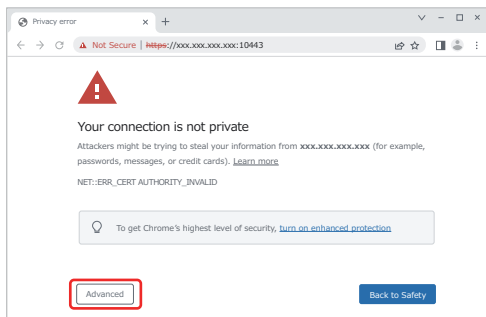 Privacy error
Not Secure | https://xxx.xxx.xxx.xxx:10443
Your connection is not private
Attackers might be trying to steal your information from xxx.xxx.xxx.xxx (for example,
passwords, messages, or credit cards). Learn more
NET::ERR_CERT AUTHORITY_INVALID
To get Chrome's highest level of security, turn on enhanced protection
Advanced
Back to Safety